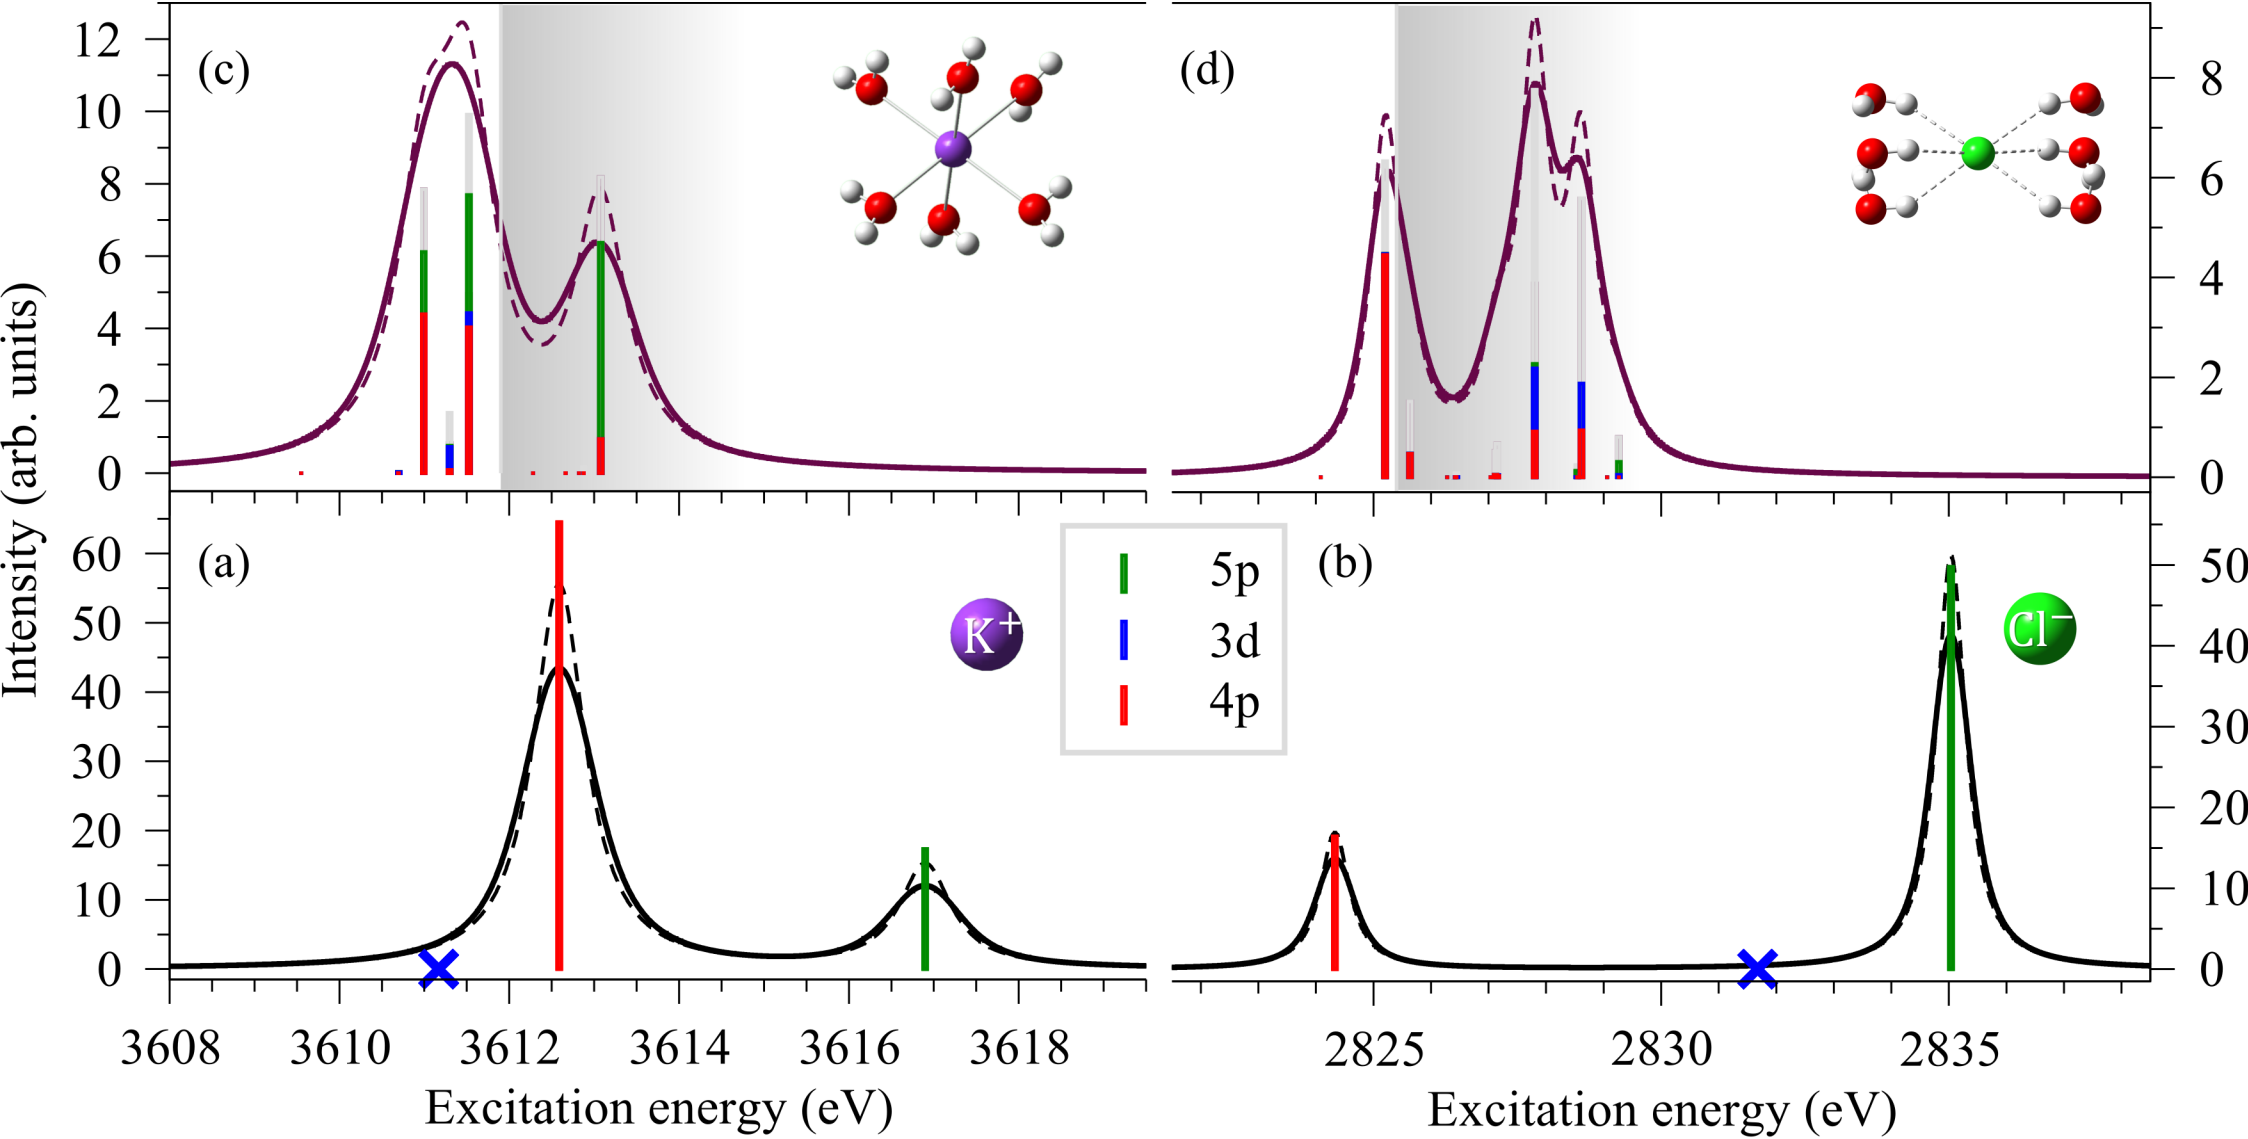 (c)
(d)
12
10
8
6
4
2
0
8
6
4
2
0
Intensity (arb. units)
(a)
(b)
60
50
40
30
20
10
0
50
40
30
20
10
0
K+
Cl−
5p
3d
4p
3608 3610 3612 3614 3616 3618
2825 2830 2835
Excitation energy (eV)
Excitation energy (eV)